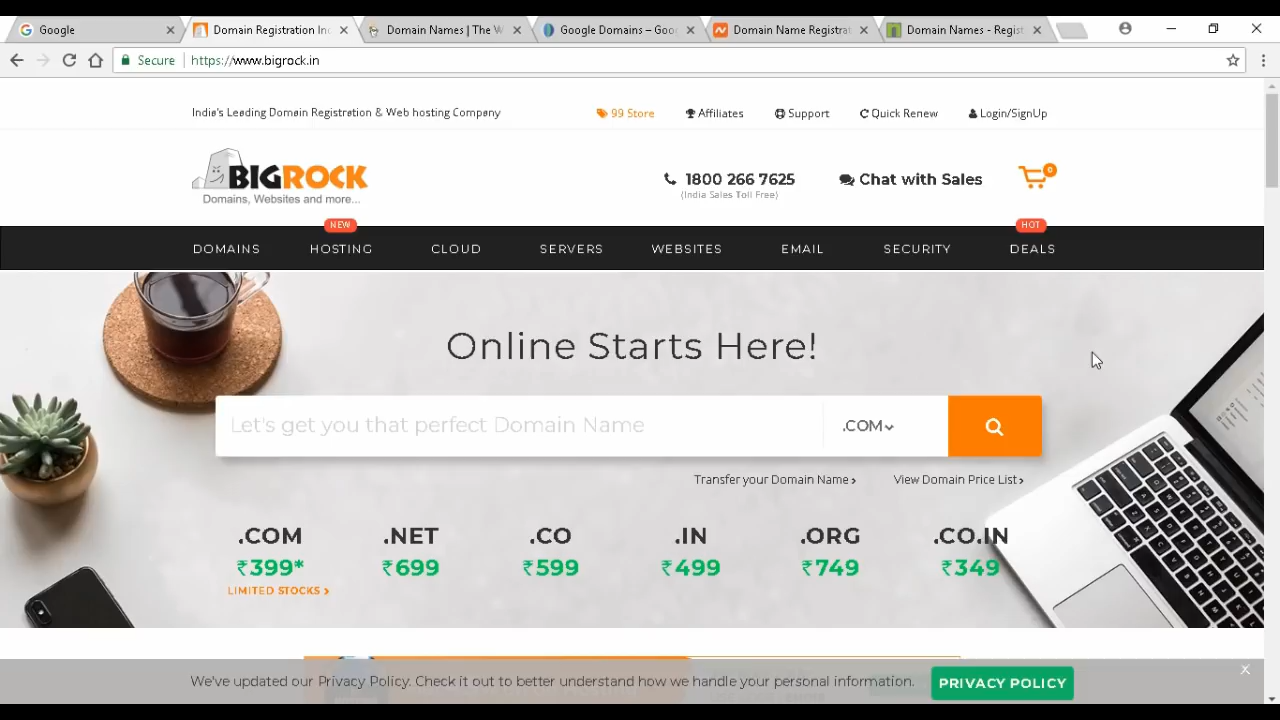 Google
Domain Registration Inc
Domain Names | The W
Google Domains – Goo
Domain Name Registrat
Domain Names - Regist
Secure
https://www.bigrock.in
India's Leading Domain Registration & Web hosting Company
99 Store
Affiliates
Support
Quick Renew
Login/SignUp
BIGROCK
Domains, Websites and more...
1800 266 7625
(India Sales Toll Free)
Chat with Sales
0
NEW
HOT
DOMAINS
HOSTING
CLOUD
SERVERS
WEBSITES
EMAIL
SECURITY
DEALS
Online Starts Here!
Let's get you that perfect Domain Name
.COM
Transfer your Domain Name ›
View Domain Price List ›
.COM
.NET
.CO
.IN
.ORG
.CO.IN
₹399*
₹699
₹599
₹499
₹749
₹349
LIMITED STOCKS ›
We've updated our Privacy Policy. Check it out to better understand how we handle your personal information.
PRIVACY POLICY